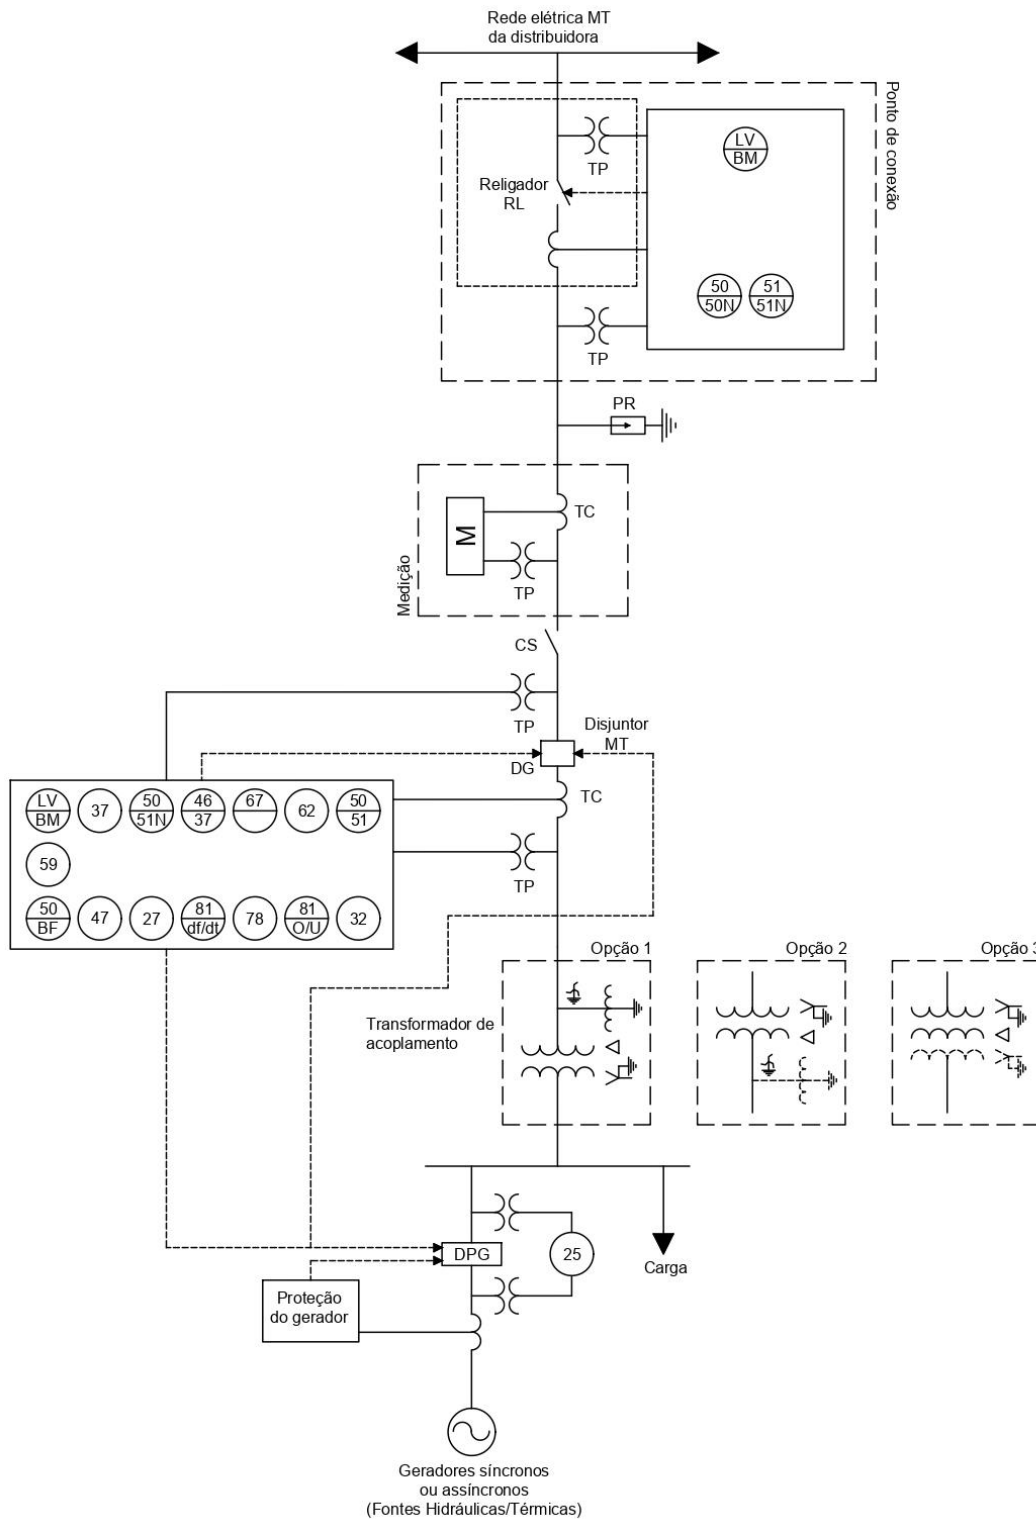 Rede elétrica MT
da distribuidora
Ponto de conexão
TP
LV
BM
Religador
RL
50
50N
51
51N
TP
PR
M
TC
TP
Medição
CS
TP
Disjuntor
MT
DG
TC
LV
BM
37
50
51N
46
37
67
62
50
51
59
TP
50
BF
47
27
81
df/dt
78
81
O/U
32
Opção 1
Opção 2
Opção 3
Transformador de
acoplamento
DPG
25
Carga
Proteção
do gerador
Geradores síncronos
ou assíncronos
(Fontes Hidráulicas/Térmicas)